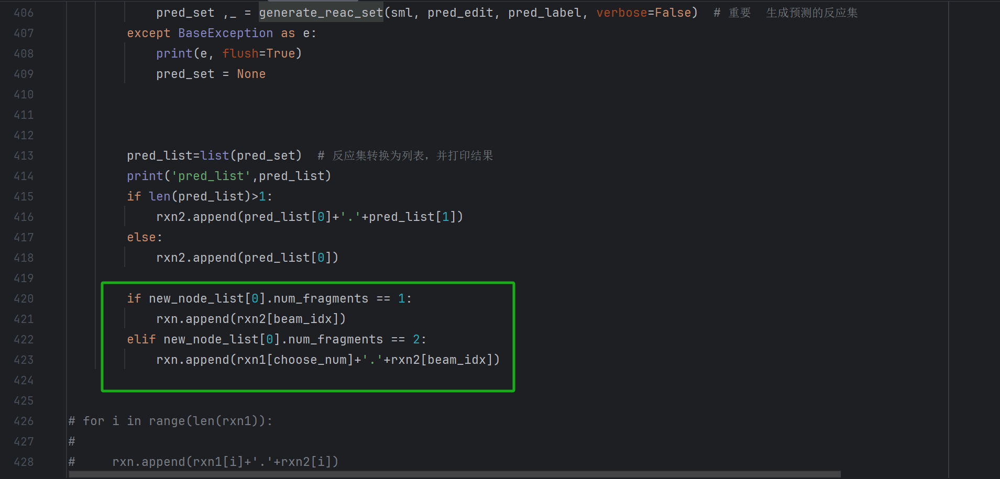 406 pred_set ,_ = generate_reac_set(sml, pred_edit, pred_label, verbose=False)  # 重要  生成预测的反应集
407 except BaseException as e:
408 print(e, flush=True)
409 pred_set = None
410
411
412
413 pred_list=list(pred_set)  # 反应集转换为列表，并打印结果
414 print('pred_list',pred_list)
415 if len(pred_list)>1:
416 rxn2.append(pred_list[0]+'.'+pred_list[1])
417 else:
418 rxn2.append(pred_list[0])
419
420 if new_node_list[0].num_fragments == 1:
421 rxn.append(rxn2[beam_idx])
422 elif new_node_list[0].num_fragments == 2:
423 rxn.append(rxn1[choose_num]+'.'+rxn2[beam_idx])
424
425
426 # for i in range(len(rxn1)):
427 #
428 #     rxn.append(rxn1[i]+'.'+rxn2[i])